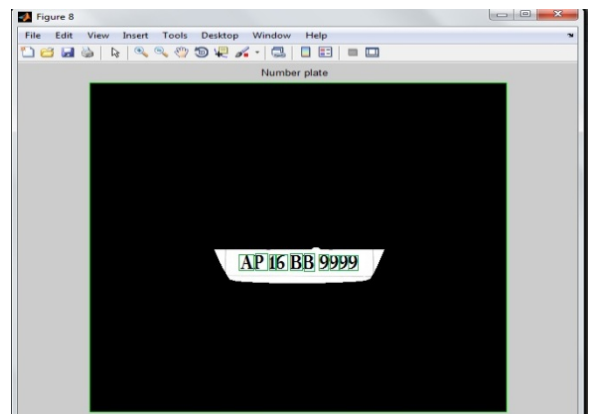 Figure 8
File Edit View Insert Tools Desktop Window Help
Number plate
AP 16 BB 9999